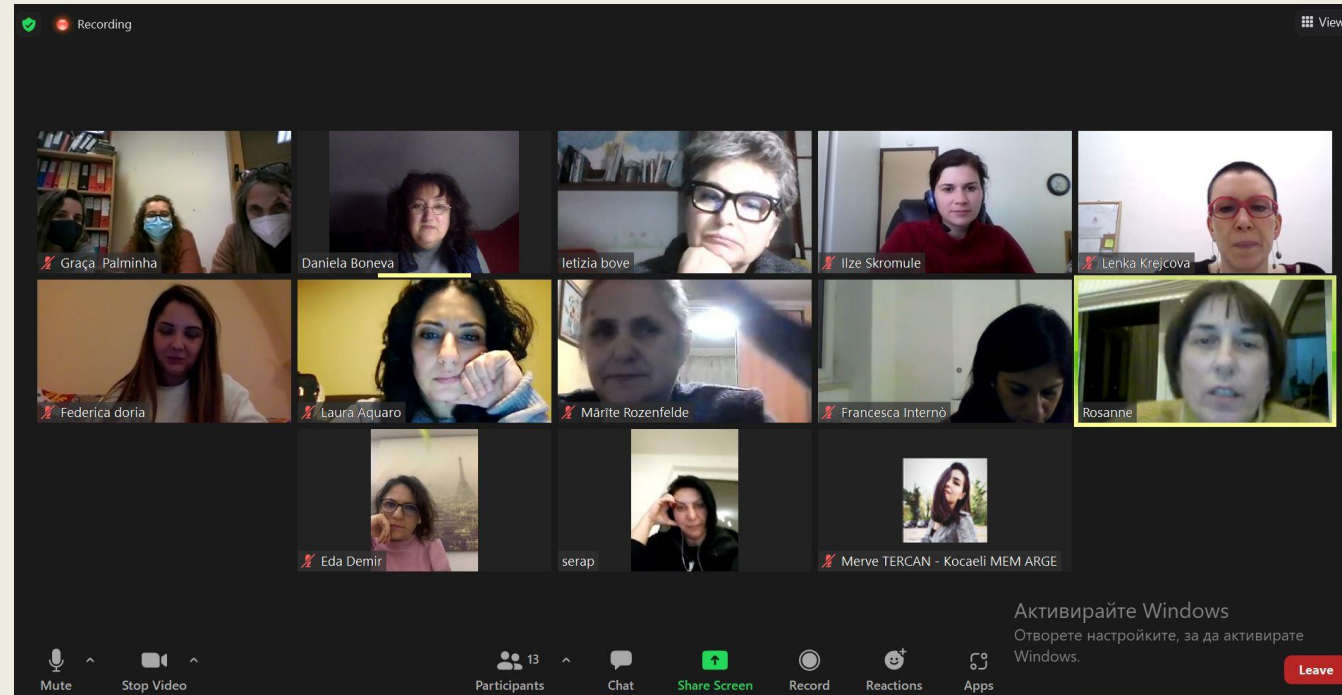 Recording
View
Graça Palminha
Daniela Boneva
letizia bove
Ilze Skromule
Lenka Krejcova
Federica doria
Laura Aquaro
Mārīte Rozenfelde
Francesca Internò
Rosanne
Eda Demir
serap
Merve TERCAN - Kocaeli MEM ARGE
Активирайте Windows
Отворете настройките, за да активирате
Windows.
Mute
Stop Video
Participants
13
Chat
Share Screen
Record
Reactions
Apps
Leave